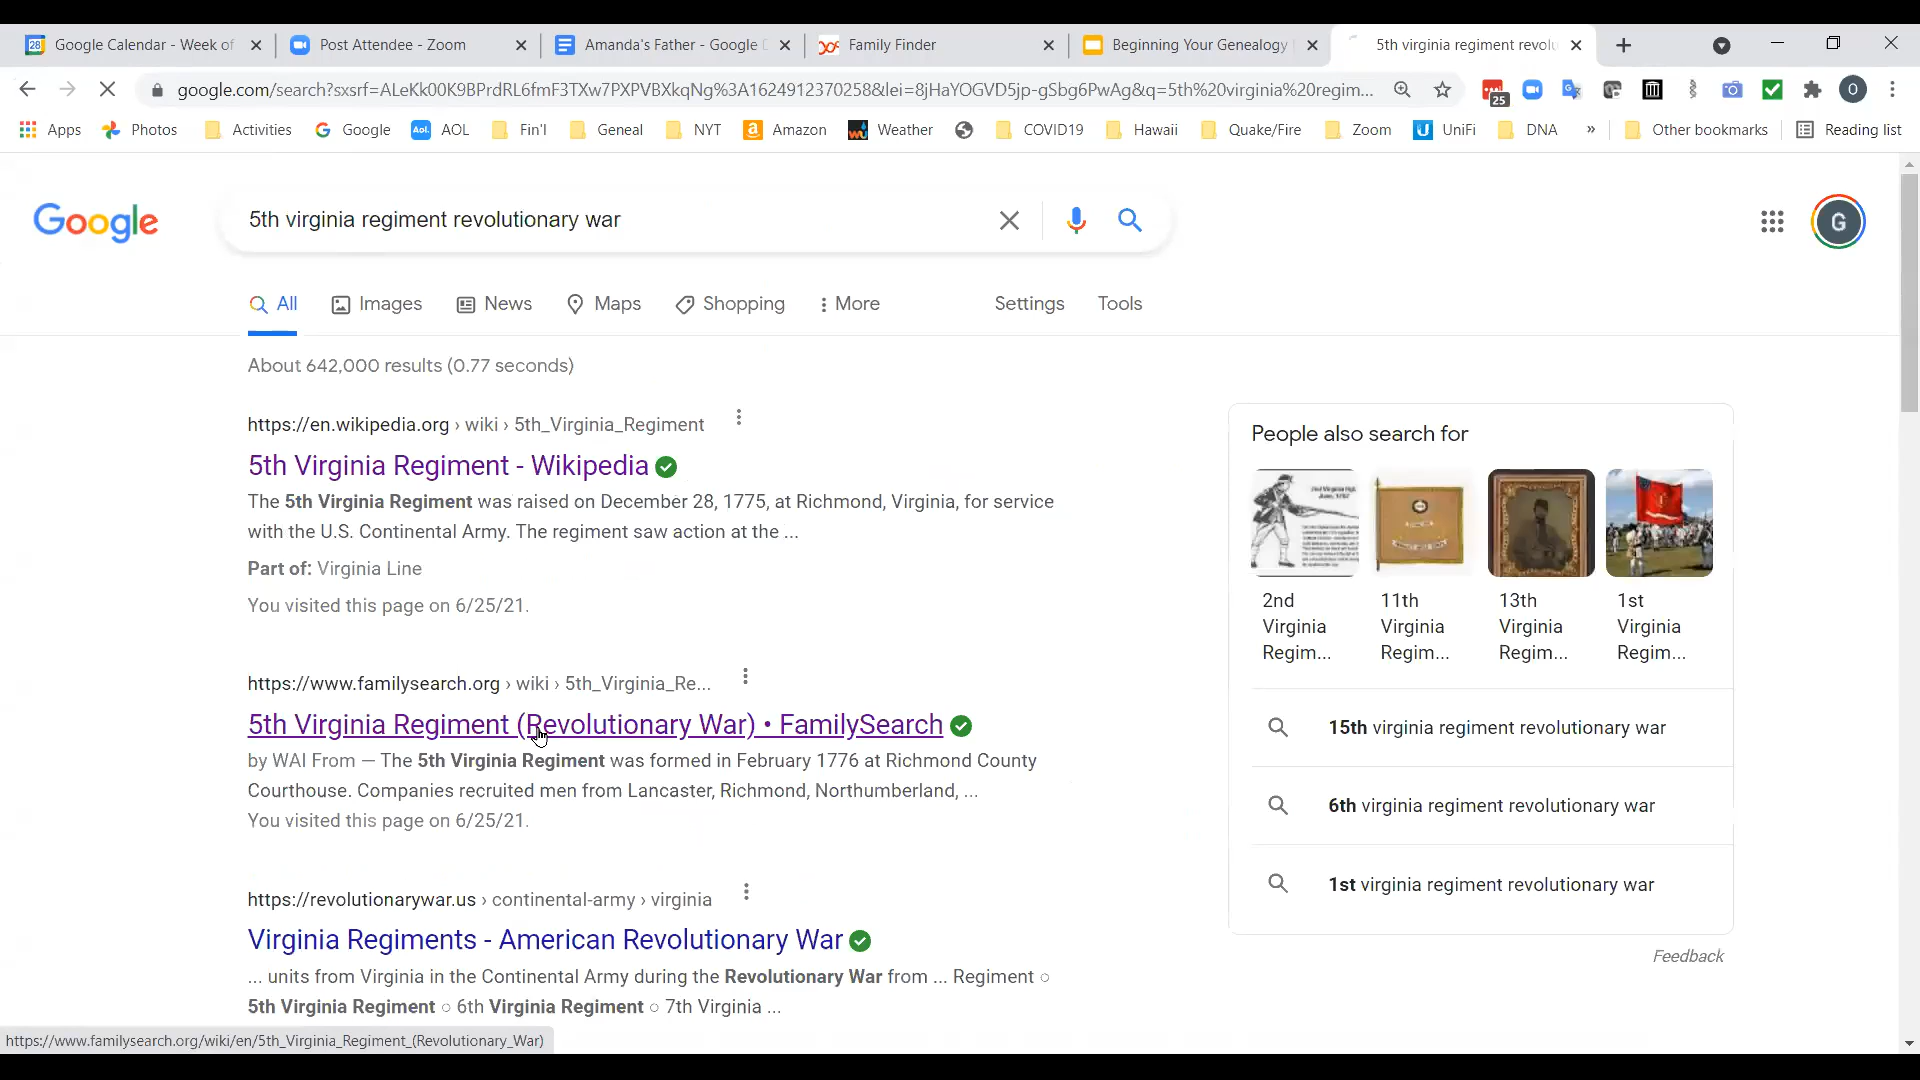 Google Calendar - Week of
Post Attendee - Zoom
Amanda's Father - Google D
Family Finder
Beginning Your Genealogy
5th virginia regiment revolu
google.com/search?sxsrf=ALeKk00K9BPrdRL6fmF3TXw7PXPVBXkqNg%3A1624912370258&lei=8jHaYOGVD5jp-gSbg6PwAg&q=5th%20virginia%20regim...
25
O
Apps
Photos
Activities
Google
AOL
Fin'l
Geneal
NYT
Amazon
Weather
COVID19
Hawaii
Quake/Fire
Zoom
UniFi
DNA
»
Other bookmarks
Reading list
Google
5th virginia regiment revolutionary war
G
All
Images
News
Maps
Shopping
More
Settings
Tools
About 642,000 results (0.77 seconds)
https://en.wikipedia.org › wiki › 5th_Virginia_Regiment
5th Virginia Regiment - Wikipedia
The 5th Virginia Regiment was raised on December 28, 1775, at Richmond, Virginia, for service
with the U.S. Continental Army. The regiment saw action at the ...
Part of: Virginia Line
You visited this page on 6/25/21.
https://www.familysearch.org › wiki › 5th_Virginia_Re...
5th Virginia Regiment (Revolutionary War) • FamilySearch
by WAI From — The 5th Virginia Regiment was formed in February 1776 at Richmond County
Courthouse. Companies recruited men from Lancaster, Richmond, Northumberland, ...
You visited this page on 6/25/21.
https://revolutionarywar.us › continental-army › virginia
Virginia Regiments - American Revolutionary War
... units from Virginia in the Continental Army during the Revolutionary War from ... Regiment ○
5th Virginia Regiment ○ 6th Virginia Regiment ○ 7th Virginia ...
People also search for
2nd
Virginia
Regim...
11th
Virginia
Regim...
13th
Virginia
Regim...
1st
Virginia
Regim...
15th virginia regiment revolutionary war
6th virginia regiment revolutionary war
1st virginia regiment revolutionary war
Feedback
https://www.familysearch.org/wiki/en/5th_Virginia_Regiment_(Revolutionary_War)